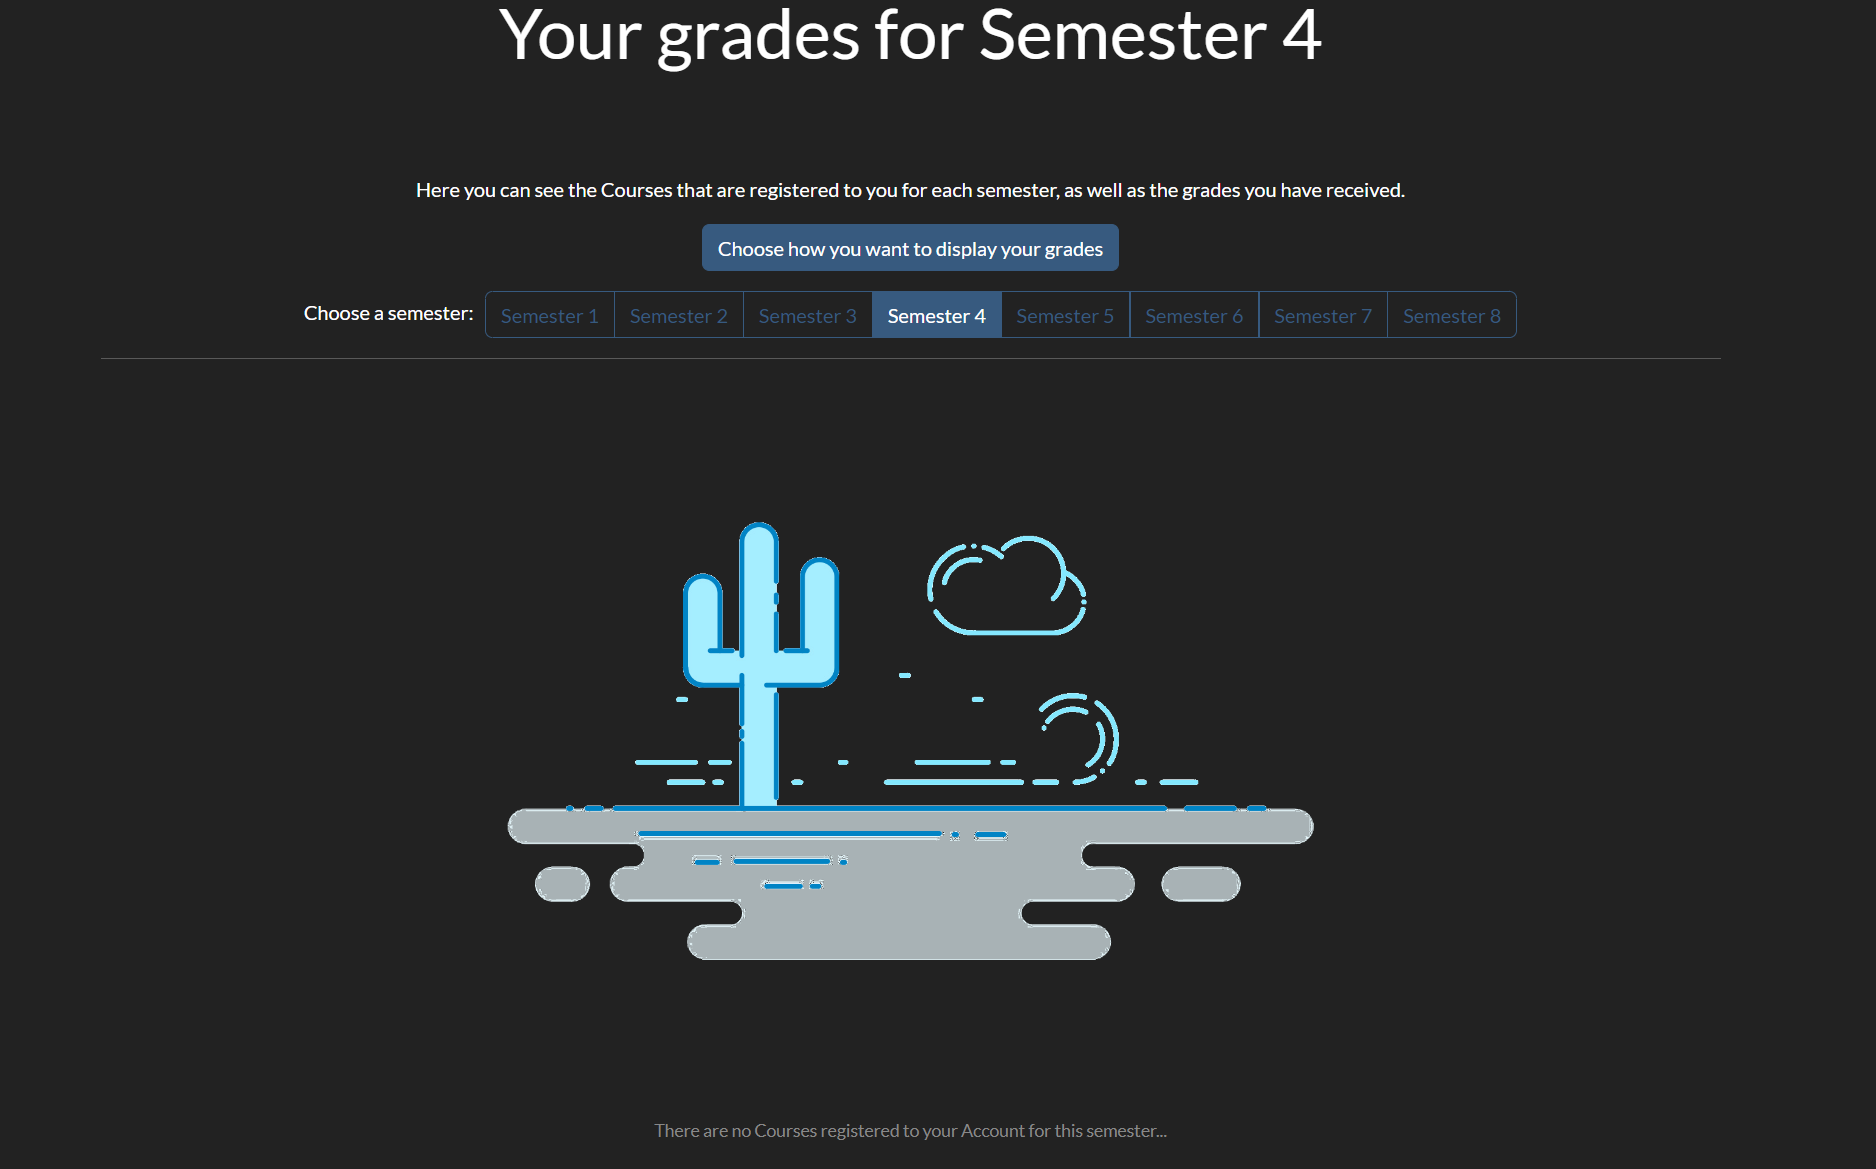 Your grades for Semester 4
Here you can see the Courses that are registered to you for each semester, as well as the grades you have received.
Choose how you want to display your grades
Choose a semester: Semester 1 Semester 2 Semester 3 Semester 4 Semester 5 Semester 6 Semester 7 Semester 8
There are no Courses registered to your Account for this semester...